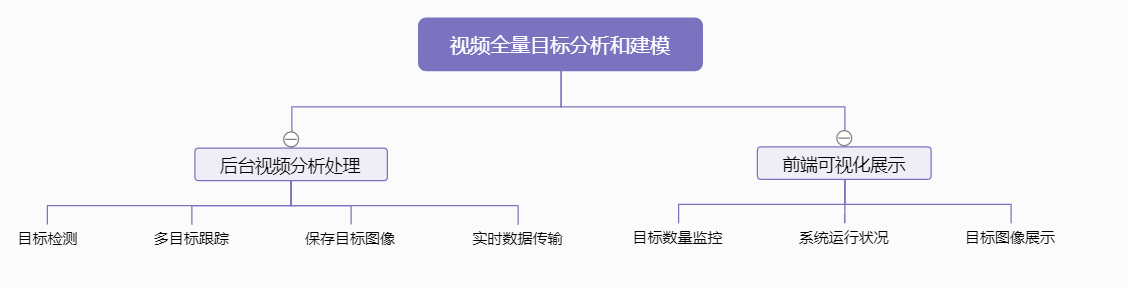 视频全量目标分析和建模
后台视频分析处理
前端可视化展示
目标检测
多目标跟踪
保存目标图像
实时数据传输
目标数量监控
系统运行状况
目标图像展示